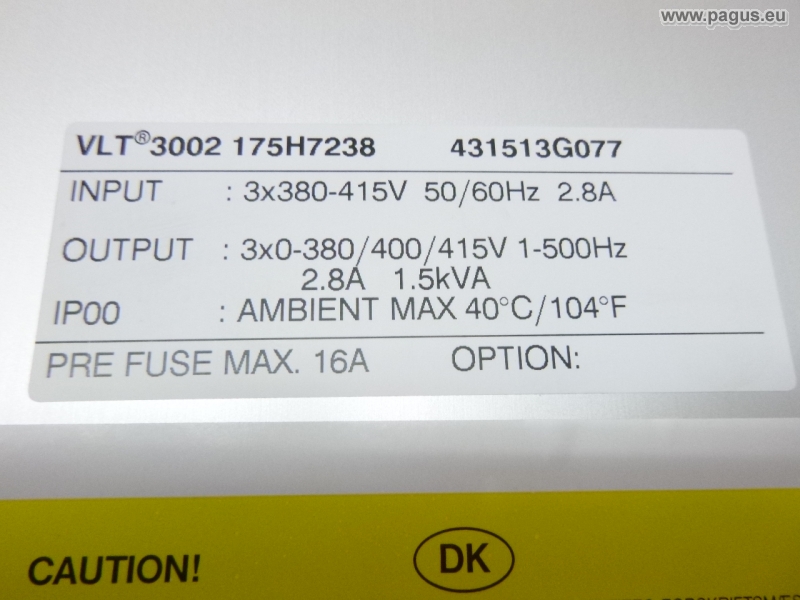 www.pagus.eu
VLT®3002 175H7238 431513G077
INPUT : 3x380-415V 50/60Hz 2.8A
OUTPUT : 3x0-380/400/415V 1-500Hz
2.8A 1.5kVA
IP00 : AMBIENT MAX 40°C/104°F
PRE FUSE MAX. 16A OPTION:
CAUTION! DK